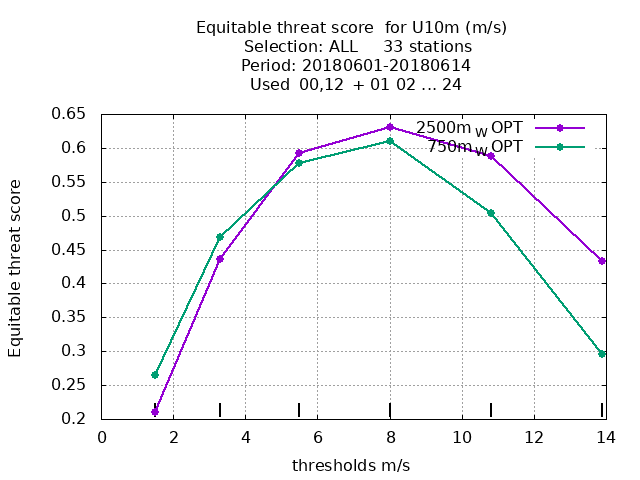 Equitable threat score for U10m (m/s)
Selection: ALL 33 stations
Period: 20180601-20180614
Used 00,12 + 01 02 ... 24
2500m W OPT
750m W OPT
Equitable threat score
0.65
0.6
0.55
0.5
0.45
0.4
0.35
0.3
0.25
0.2
0 2 4 6 8 10 12 14
thresholds m/s